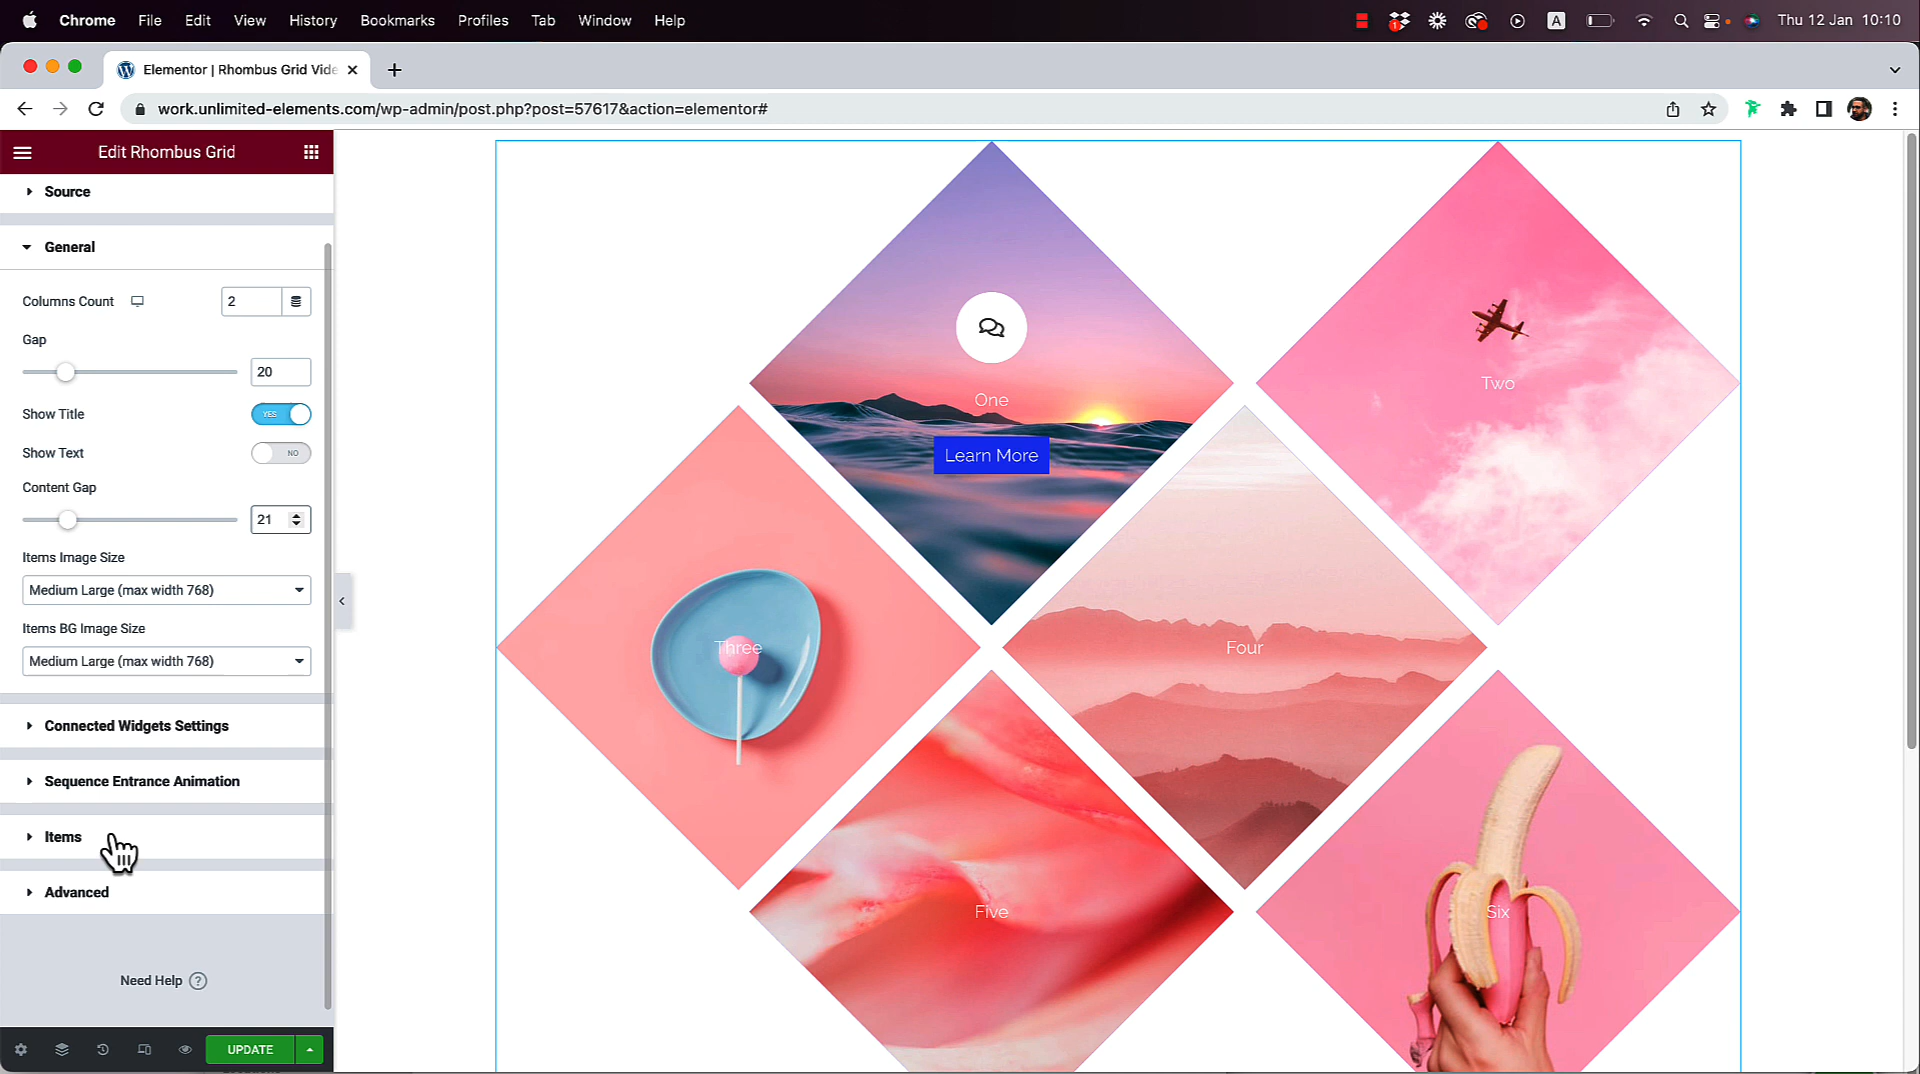 Chrome File Edit View History Bookmarks Profiles Tab Window Help
1 A Thu 12 Jan 10:10
Elementor | Rhombus Grid Vide
work.unlimited-elements.com/wp-admin/post.php?post=57617&action=elementor#
Edit Rhombus Grid
Source
General
Columns Count 2
Gap
20
Show Title YES
Show Text NO
Content Gap
21
Items Image Size
Medium Large (max width 768)
Items BG Image Size
Medium Large (max width 768)
Connected Widgets Settings
Sequence Entrance Animation
Items
Advanced
Need Help ?
UPDATE
One
Learn More
Two
Three
Four
Five
Six